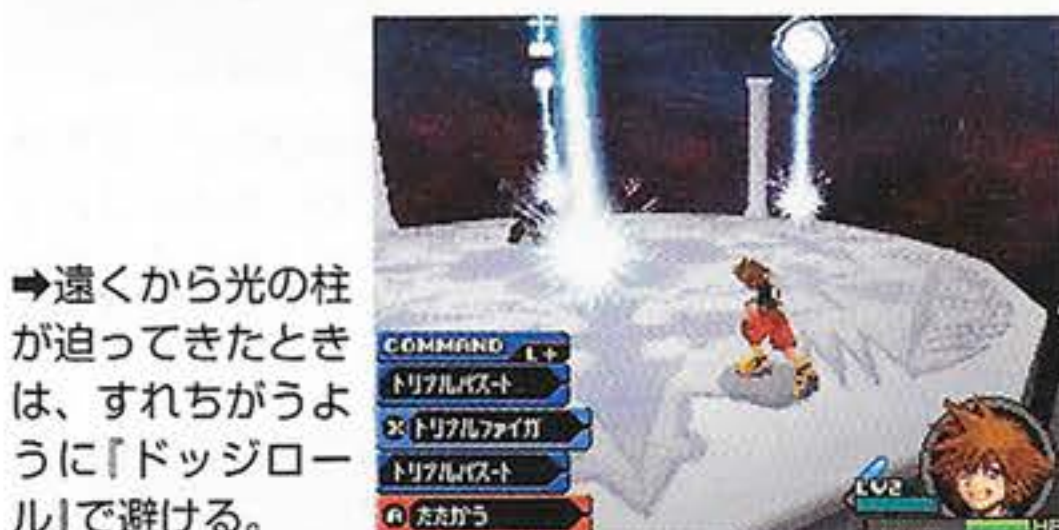 ➡遠くから光の柱
が迫ってきたとき
は、すれちがうよ
うに『ドッジロー
ル』で避ける。
COMMAND L+
トリプルバズート
X トリプルファイガ
トリプルバズート
A たたかう
LV2